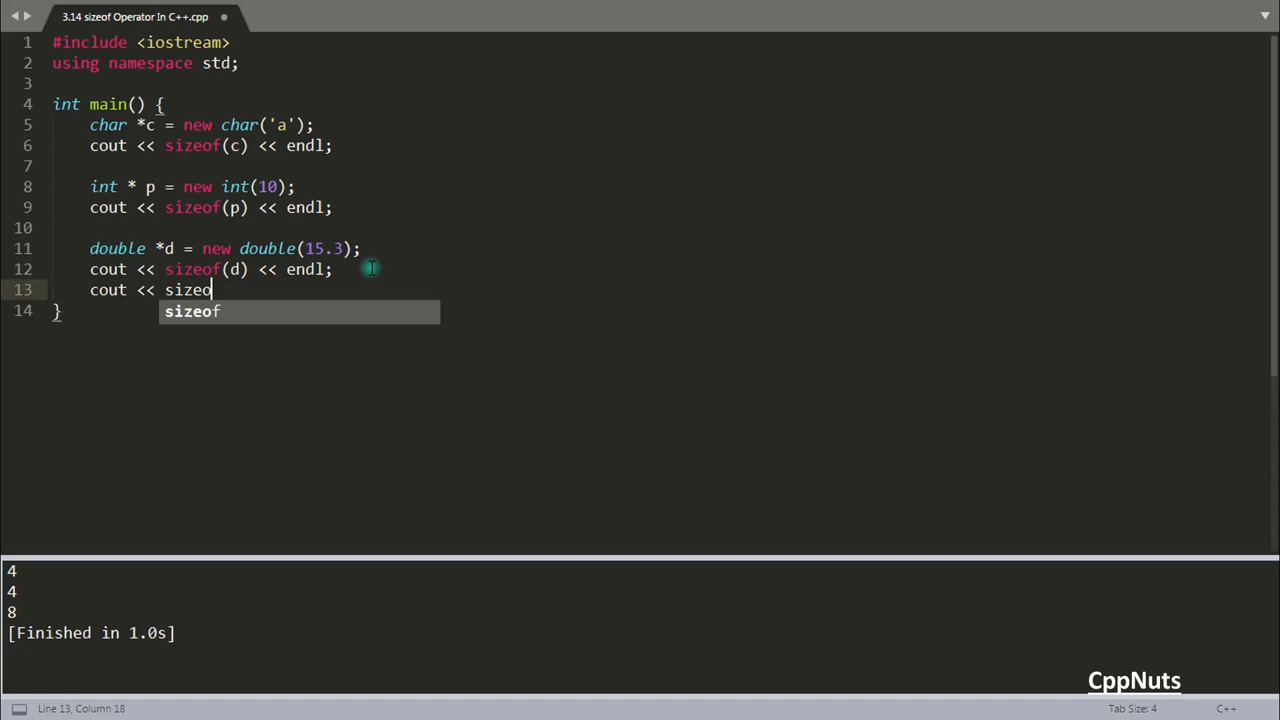 3.14 sizeof Operator In C++.cpp
1 #include <iostream>
2 using namespace std;
3
4 int main() {
5 char *c = new char('a');
6 cout << sizeof(c) << endl;
7
8 int * p = new int(10);
9 cout << sizeof(p) << endl;
10
11 double *d = new double(15.3);
12 cout << sizeof(d) << endl;
13 cout << sizeo
sizeof
14 }
4
4
8
[Finished in 1.0s]
CppNuts
Line 13, Column 18 Tab Size: 4 C++